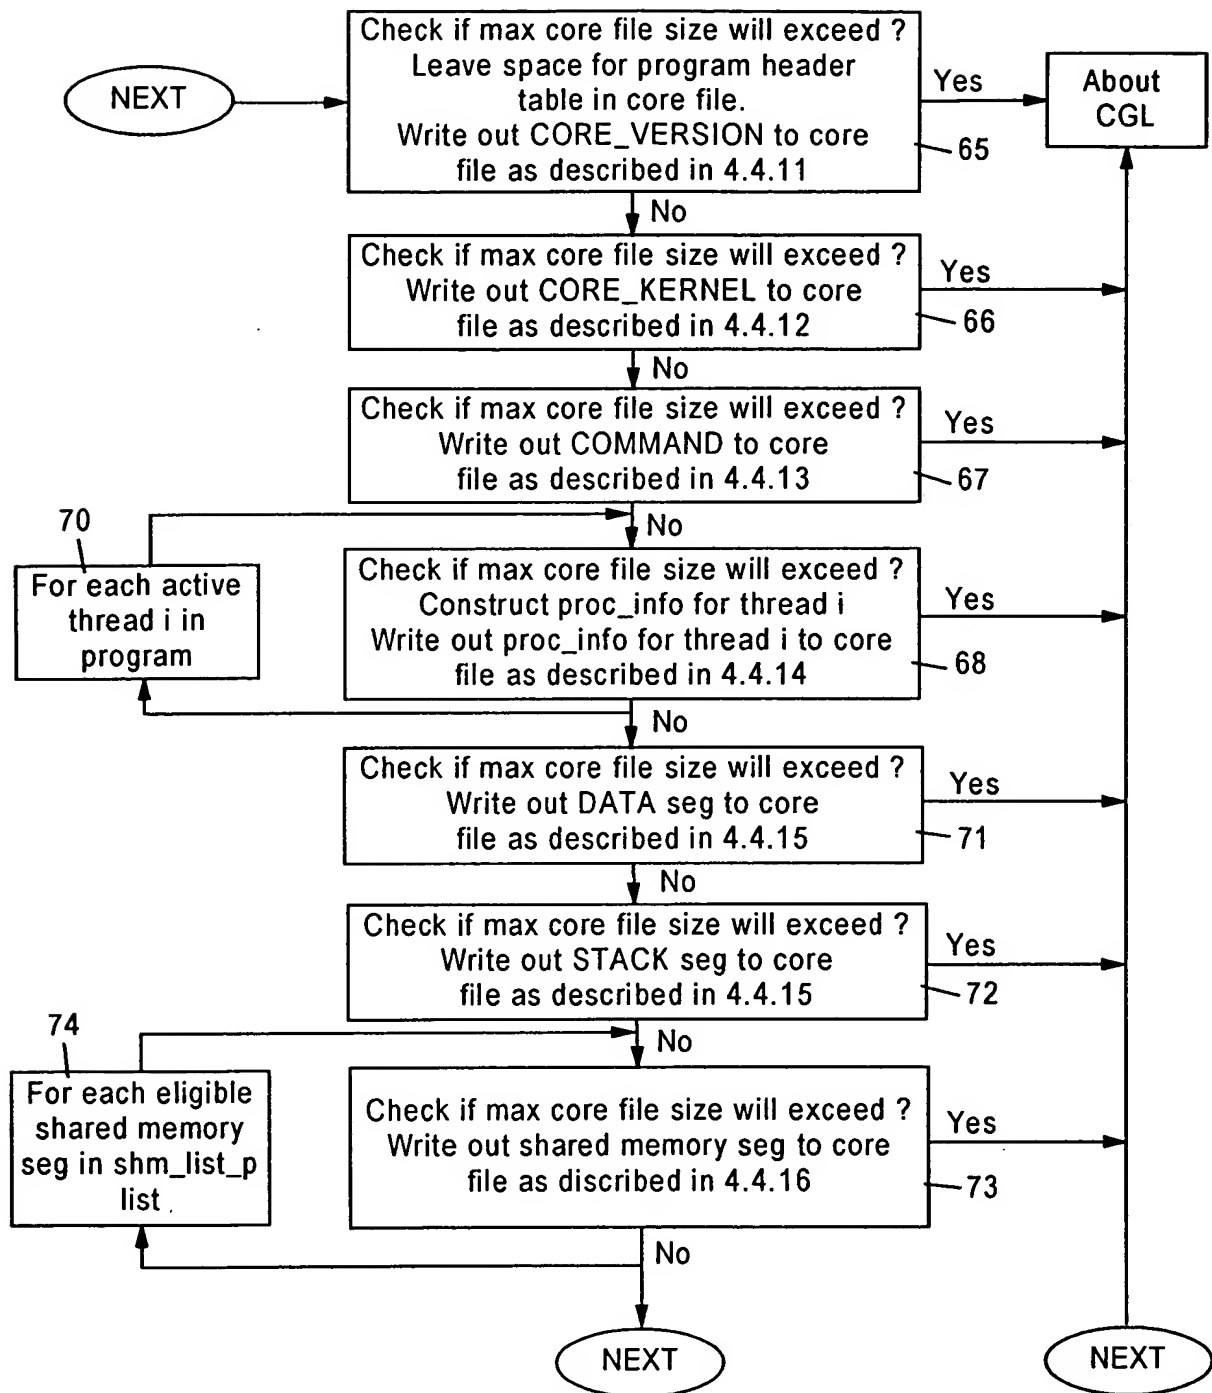 Check if max core file size will exceed ?
Leave space for program header
table in core file.
Write out CORE_VERSION to core
file as described in 4.4.11
NEXT
Yes
About
CGL
65
No
Check if max core file size will exceed ?
Write out CORE_KERNEL to core
file as described in 4.4.12
Yes
66
No
Check if max core file size will exceed ?
Write out COMMAND to core
file as described in 4.4.13
Yes
67
No
70
For each active
thread i in
program
Check if max core file size will exceed ?
Construct proc_info for thread i
Write out proc_info for thread i to core
file as described in 4.4.14
Yes
68
No
Check if max core file size will exceed ?
Write out DATA seg to core
file as described in 4.4.15
Yes
71
No
Check if max core file size will exceed ?
Write out STACK seg to core
file as described in 4.4.15
Yes
72
No
74
For each eligible
shared memory
seg in shm_list_p
list
Check if max core file size will exceed ?
Write out shared memory seg to core
file as discribed in 4.4.16
Yes
73
No
NEXT
NEXT